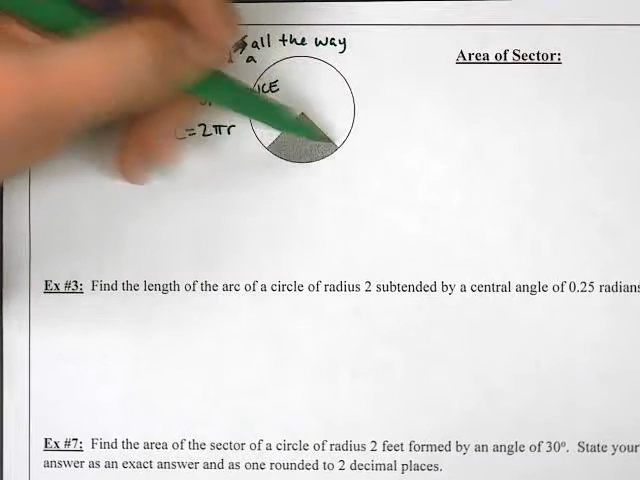 all the way
a
Area of Sector:
=2πr
Ex #3: Find the length of the arc of a circle of radius 2 subtended by a central angle of 0.25 radians
Ex #7: Find the area of the sector of a circle of radius 2 feet formed by an angle of 30º. State your
answer as an exact answer and as one rounded to 2 decimal places.